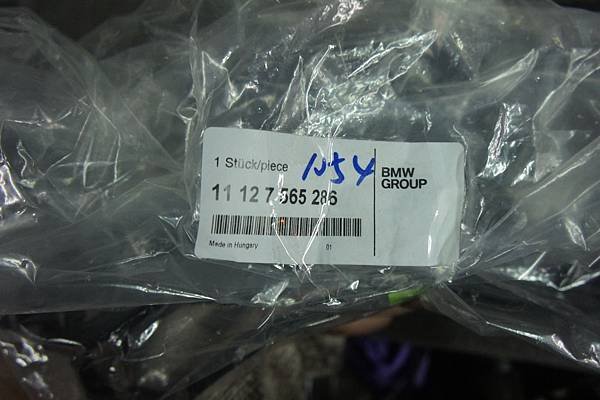 1 Stück/piece
N54
11 12 7 565 286
Made in Hungary
01
BMW
GROUP